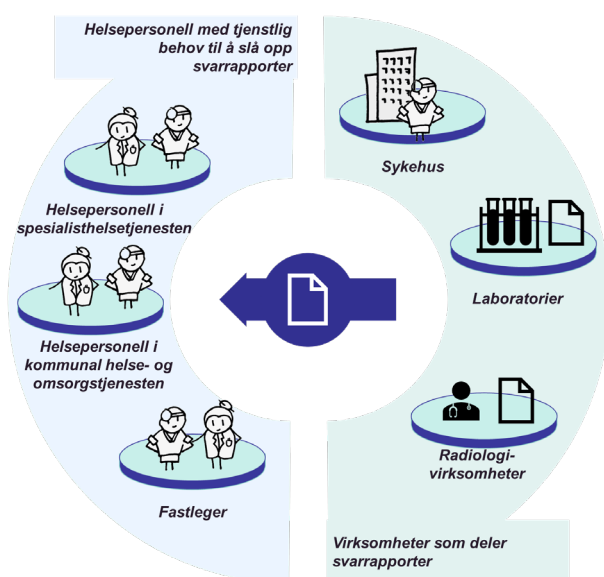 Helsepersonell med tjenstlig
behov til å slå opp
svarrapporter
Helsepersonell i
spesialisthelsetjenesten
Helsepersonell i
kommunal helse- og
omsorgstjenesten
Fastleger
Sykehus
Laboratorier
Radiologi-
virksomheter
Virksomheter som deler
svarrapporter